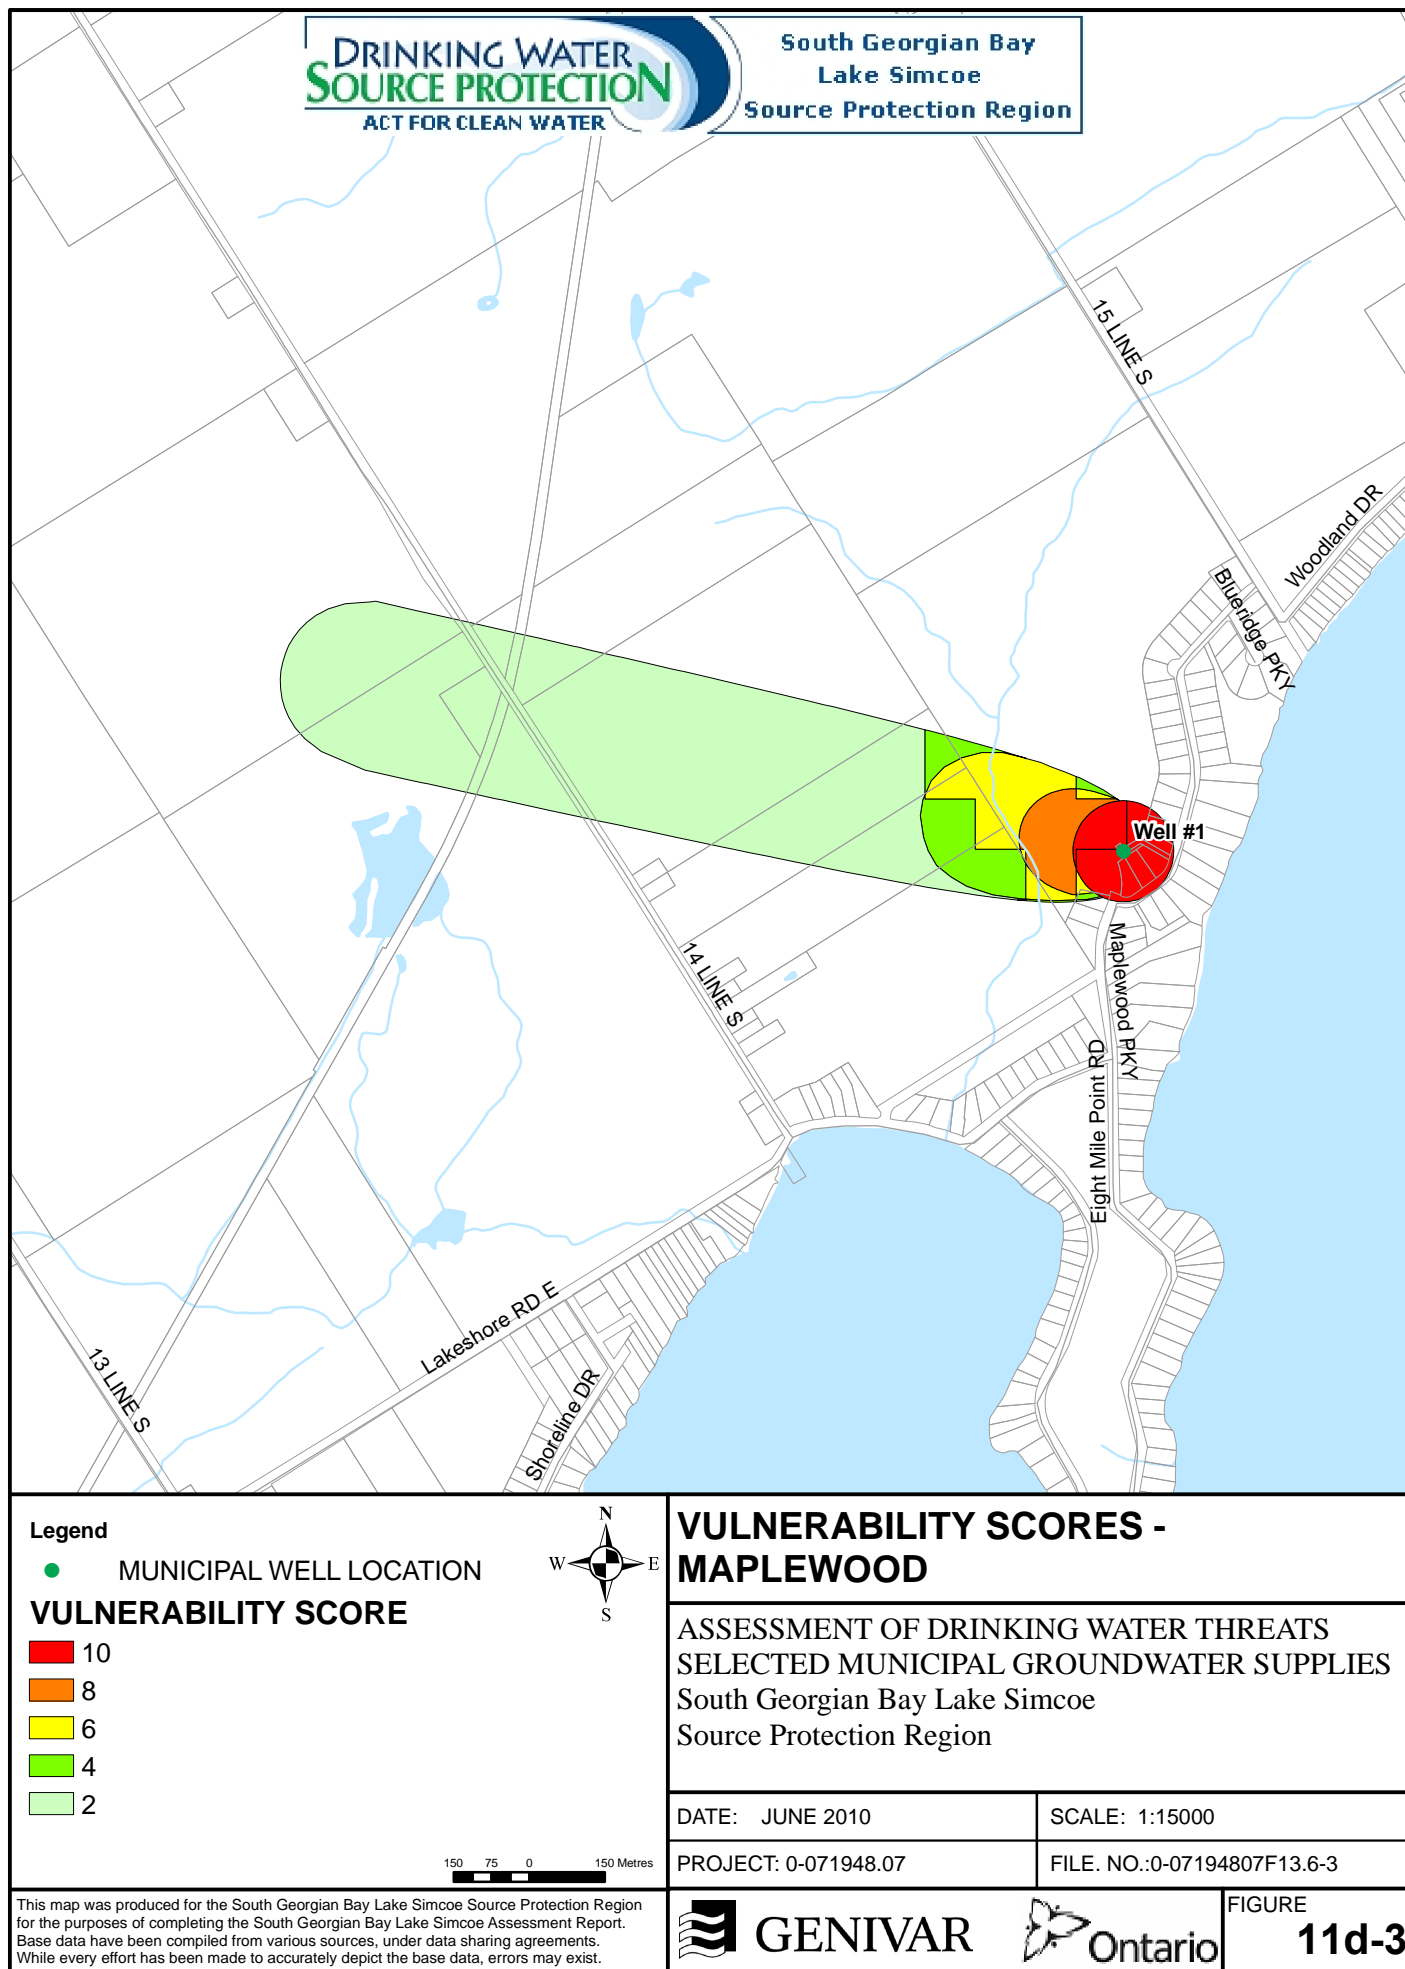 DRINKING WATER
SOURCE PROTECTION
ACT FOR CLEAN WATER
South Georgian Bay
Lake Simcoe
Source Protection Region
15 LINE S
Woodland DR
Blueridge PKY
Well #1
14 LINE S
Maplewood PKY
Eight Mile Point RD
Lakeshore RD E
13 LINE S
Shoreline DR
Legend
MUNICIPAL WELL LOCATION
VULNERABILITY SCORE
10
8
6
4
2
N
W E
S
150 75 0 150 Metres
VULNERABILITY SCORES -
MAPLEWOOD
ASSESSMENT OF DRINKING WATER THREATS
SELECTED MUNICIPAL GROUNDWATER SUPPLIES
South Georgian Bay Lake Simcoe
Source Protection Region
DATE: JUNE 2010
SCALE: 1:15000
PROJECT: 0-071948.07
FILE. NO.:0-07194807F13.6-3
This map was produced for the South Georgian Bay Lake Simcoe Source Protection Region
for the purposes of completing the South Georgian Bay Lake Simcoe Assessment Report.
Base data have been compiled from various sources, under data sharing agreements.
While every effort has been made to accurately depict the base data, errors may exist.
GENIVAR
Ontario
FIGURE
11d-3